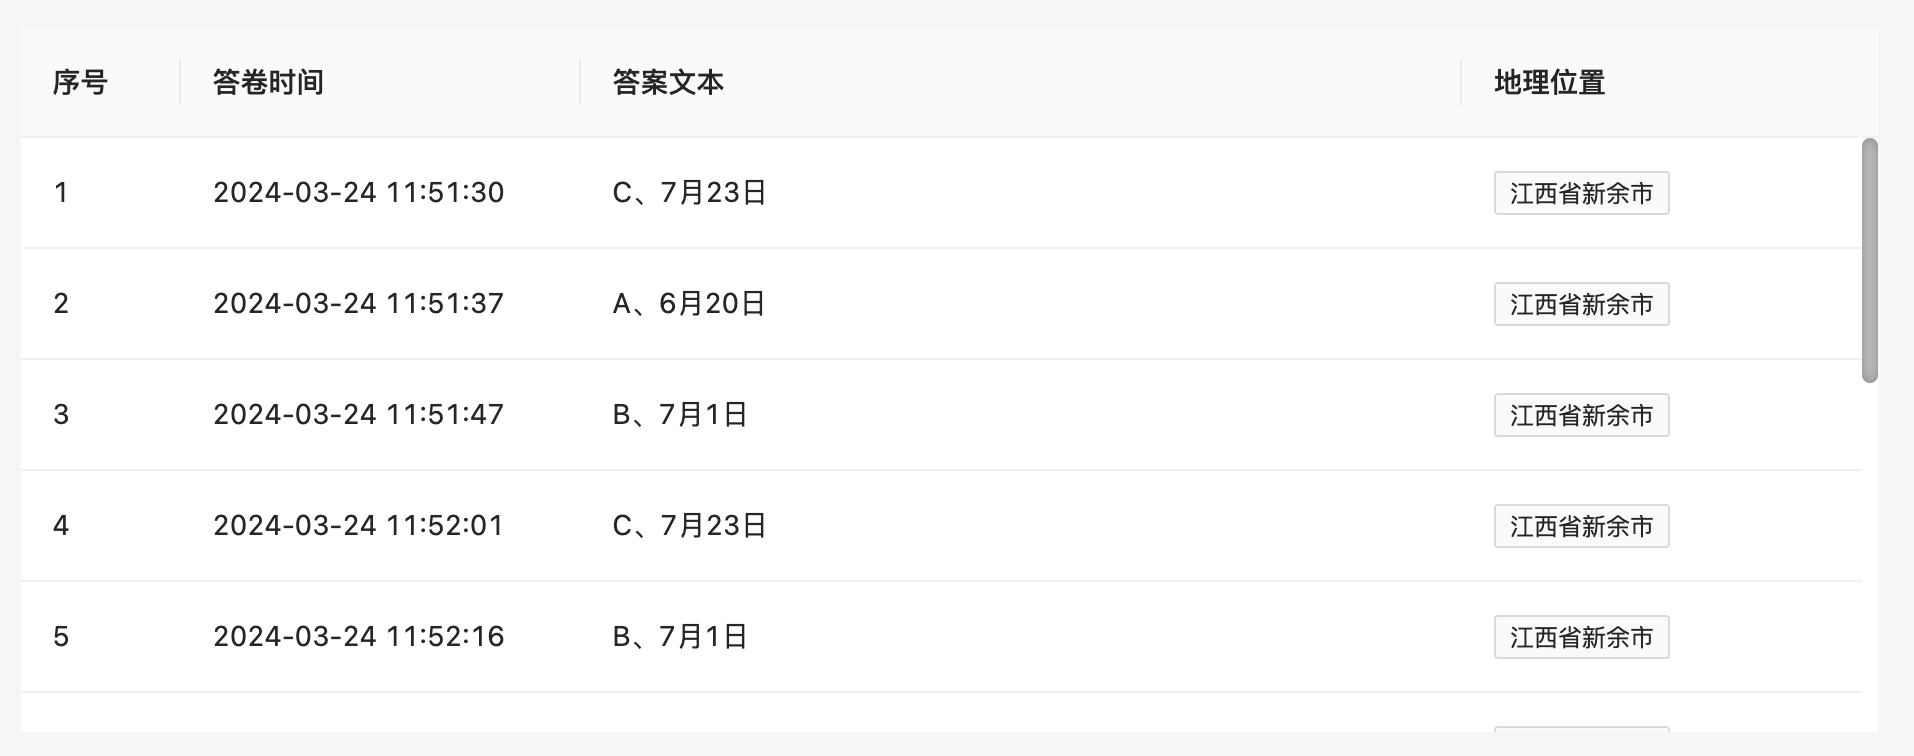 序号 答卷时间 答案文本 地理位置
1 2024-03-24 11:51:30 C、7月23日 江西省新余市
2 2024-03-24 11:51:37 A、6月20日 江西省新余市
3 2024-03-24 11:51:47 B、7月1日 江西省新余市
4 2024-03-24 11:52:01 C、7月23日 江西省新余市
5 2024-03-24 11:52:16 B、7月1日 江西省新余市